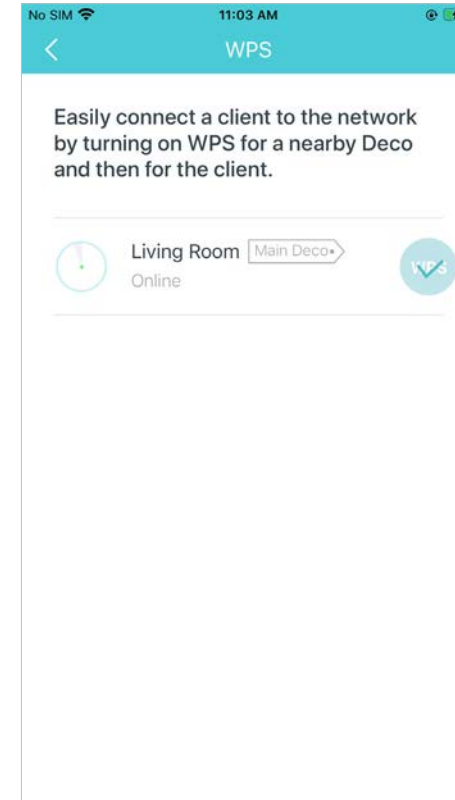 No SIM 11:03 AM
WPS
Easily connect a client to the network
by turning on WPS for a nearby Deco
and then for the client.
Living Room Main Deco
Online
WPS